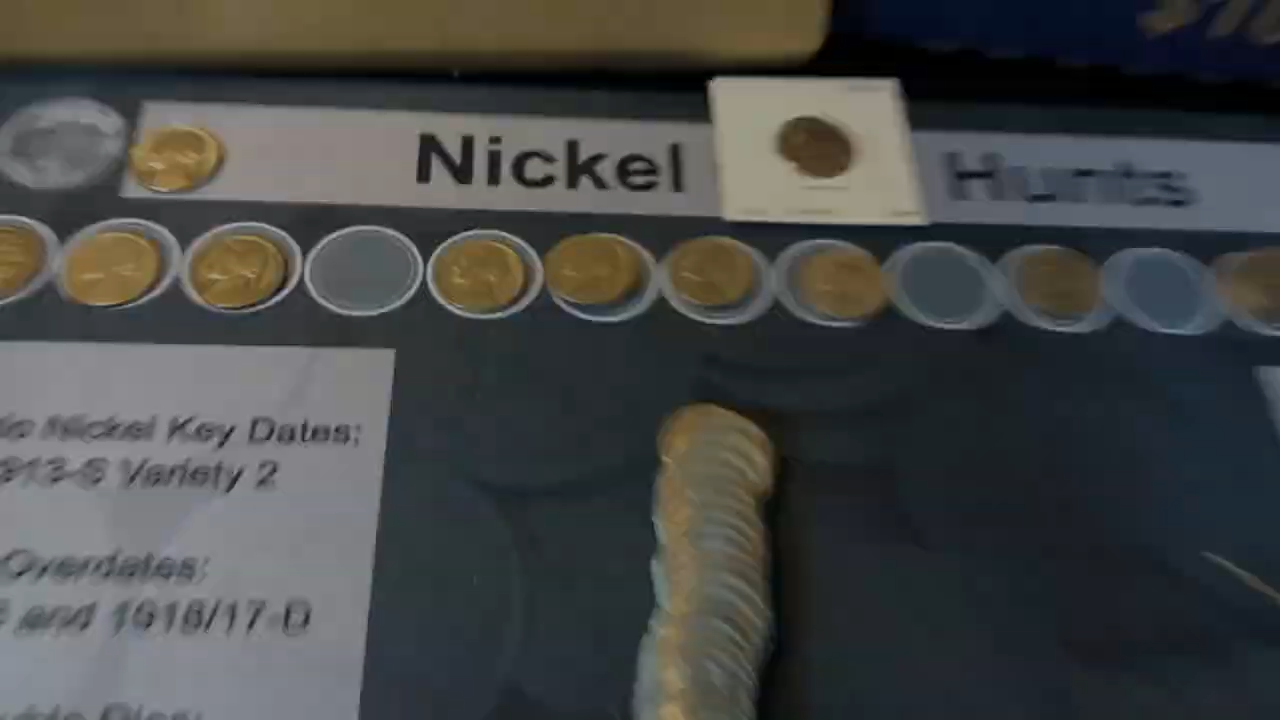 Nickel Hunts
Nickel Key Dates:
913-S Variety 2
Overdates:
and 1918/17-D